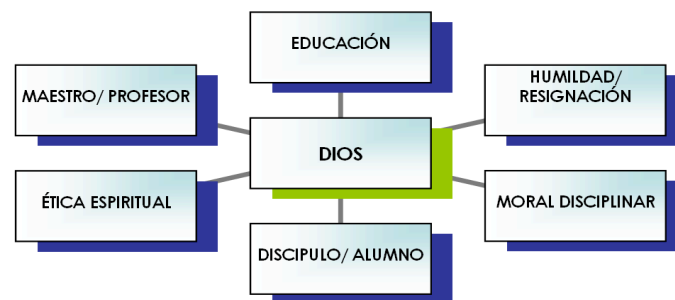 EDUCACIÓN
MAESTRO/ PROFESOR
HUMILDAD/
RESIGNACIÓN
DIOS
ÉTICA ESPIRITUAL
MORAL DISCIPLINAR
DISCIPULO/ ALUMNO